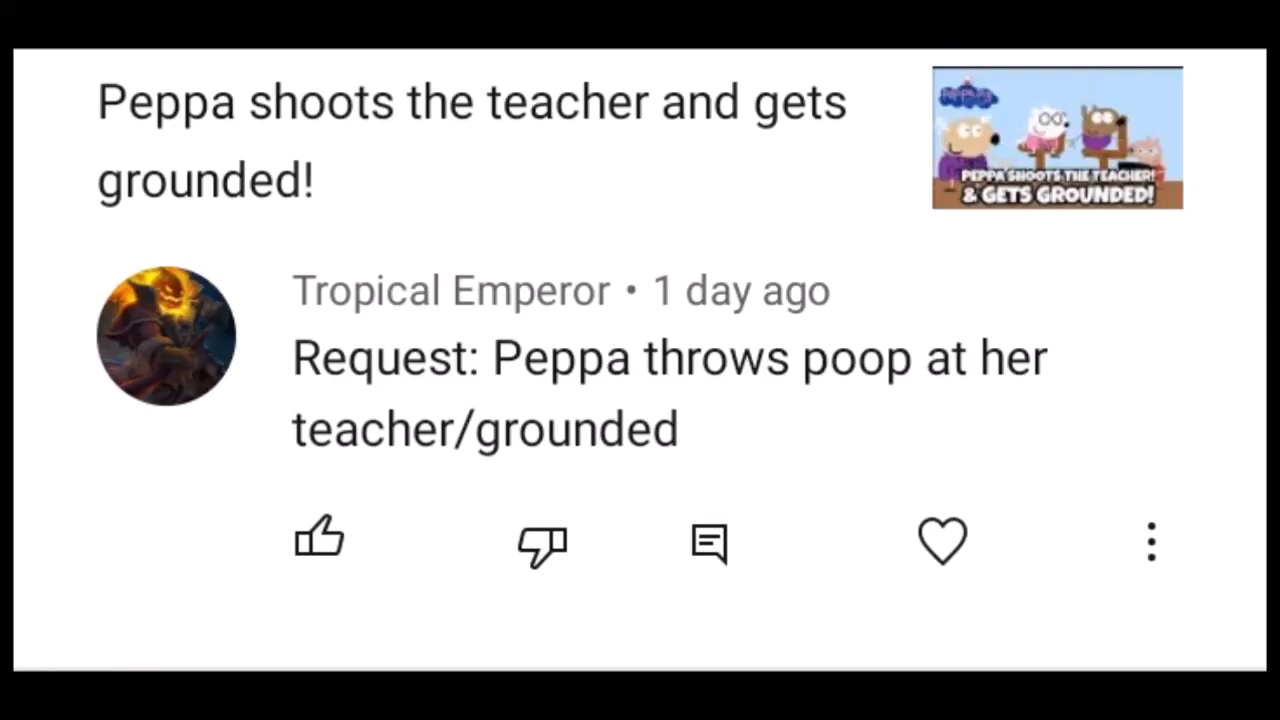 Peppa shoots the teacher and gets
grounded!
PEPPA SHOOTS THE TEACHER!
& GETS GROUNDED!
Tropical Emperor • 1 day ago
Request: Peppa throws poop at her
teacher/grounded